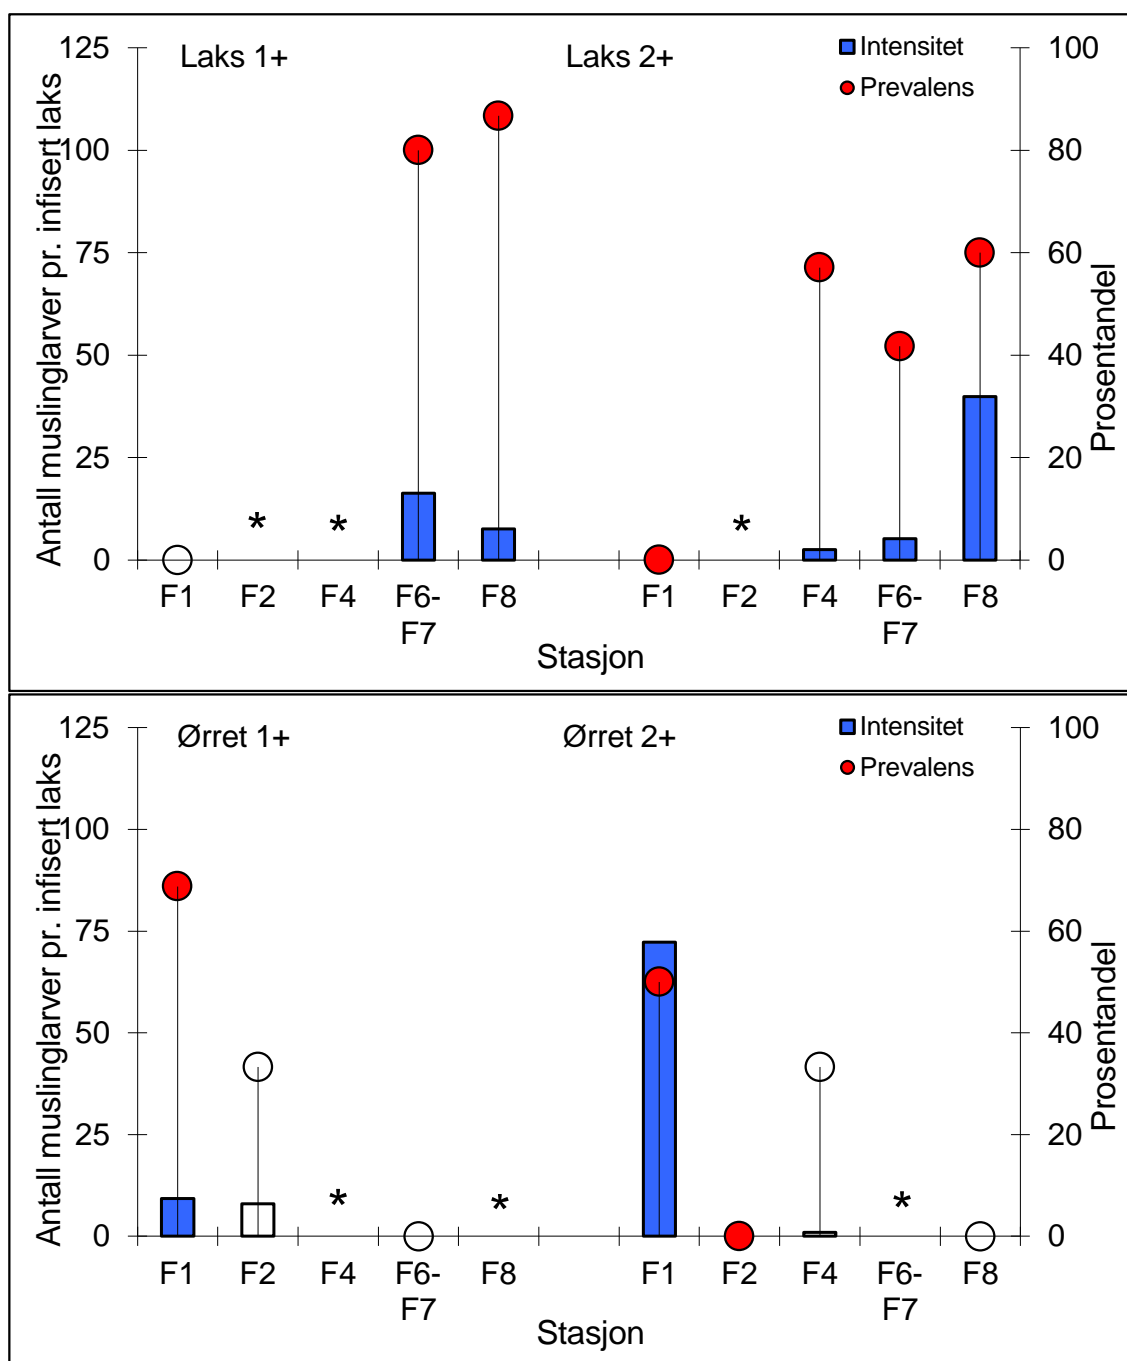 Laks 1+
Laks 2+
Intensitet
Prevalens
125
100
75
50
25
0
100
80
60
40
20
0
Antall muslinglarver pr. infisert laks
Prosentandel
*
*
*
F1 F2 F4 F6- F8 F1 F2 F4 F6- F8
F7 F7
Stasjon
Ørret 1+
Ørret 2+
Intensitet
Prevalens
125
100
75
50
25
0
100
80
60
40
20
0
Antall muslinglarver pr. infisert laks
Prosentandel
*
*
*
F1 F2 F4 F6- F8 F1 F2 F4 F6- F8
F7 F7
Stasjon